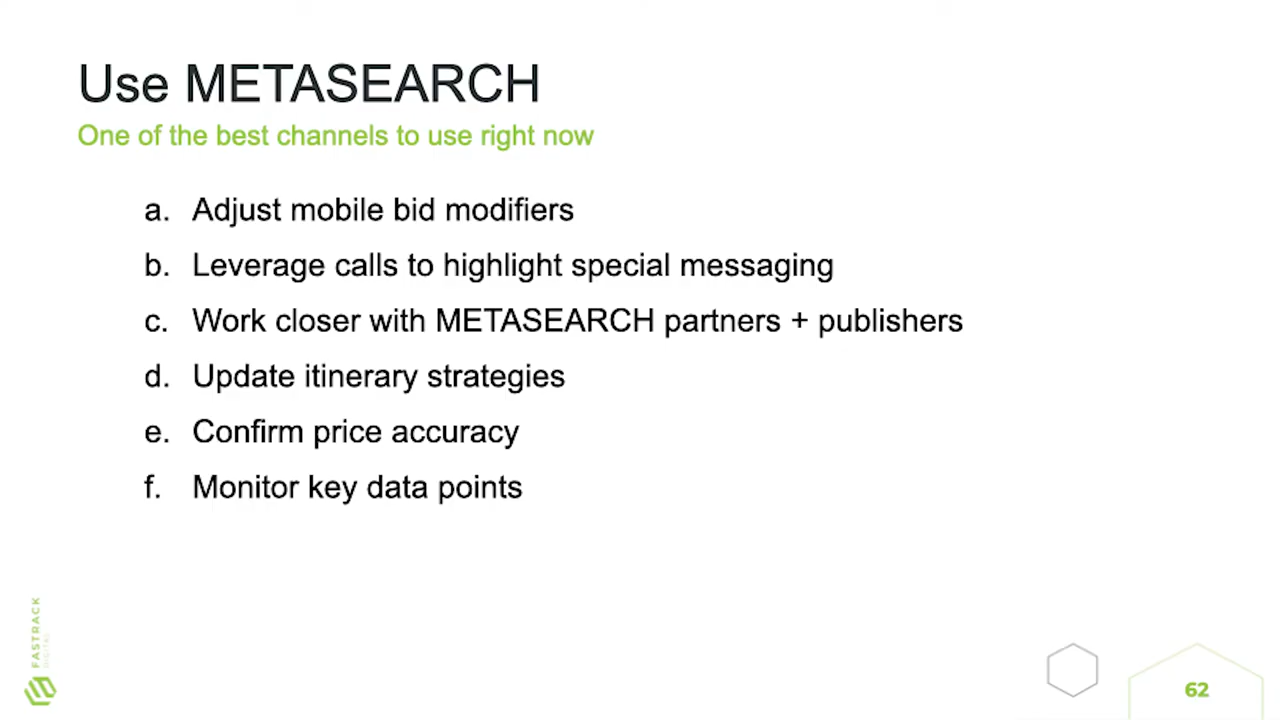 Use METASEARCH
One of the best channels to use right now
a. Adjust mobile bid modifiers
b. Leverage calls to highlight special messaging
c. Work closer with METASEARCH partners + publishers
d. Update itinerary strategies
e. Confirm price accuracy
f. Monitor key data points
FASTRACK
DIGITAL
62